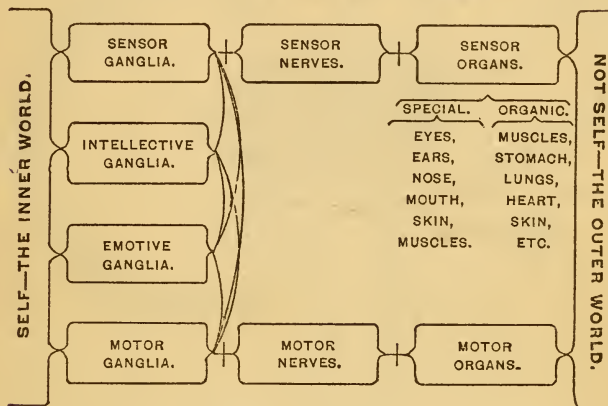 SELF—THE INNER WORLD.
SENSOR
GANGLIA.
SENSOR
NERVES.
SENSOR
ORGANS.
SPECIAL. ORGANIC.
EYES,
EARS,
NOSE,
MOUTH,
SKIN,
MUSCLES.
MUSCLES,
STOMACH,
LUNGS,
HEART,
SKIN,
ETC.
INTELLECTIVE
GANGLIA.
EMOTIVE
GANGLIA.
MOTOR
GANGLIA.
MOTOR
NERVES.
MOTOR
ORGANS.
NOT SELF—THE OUTER WORLD.